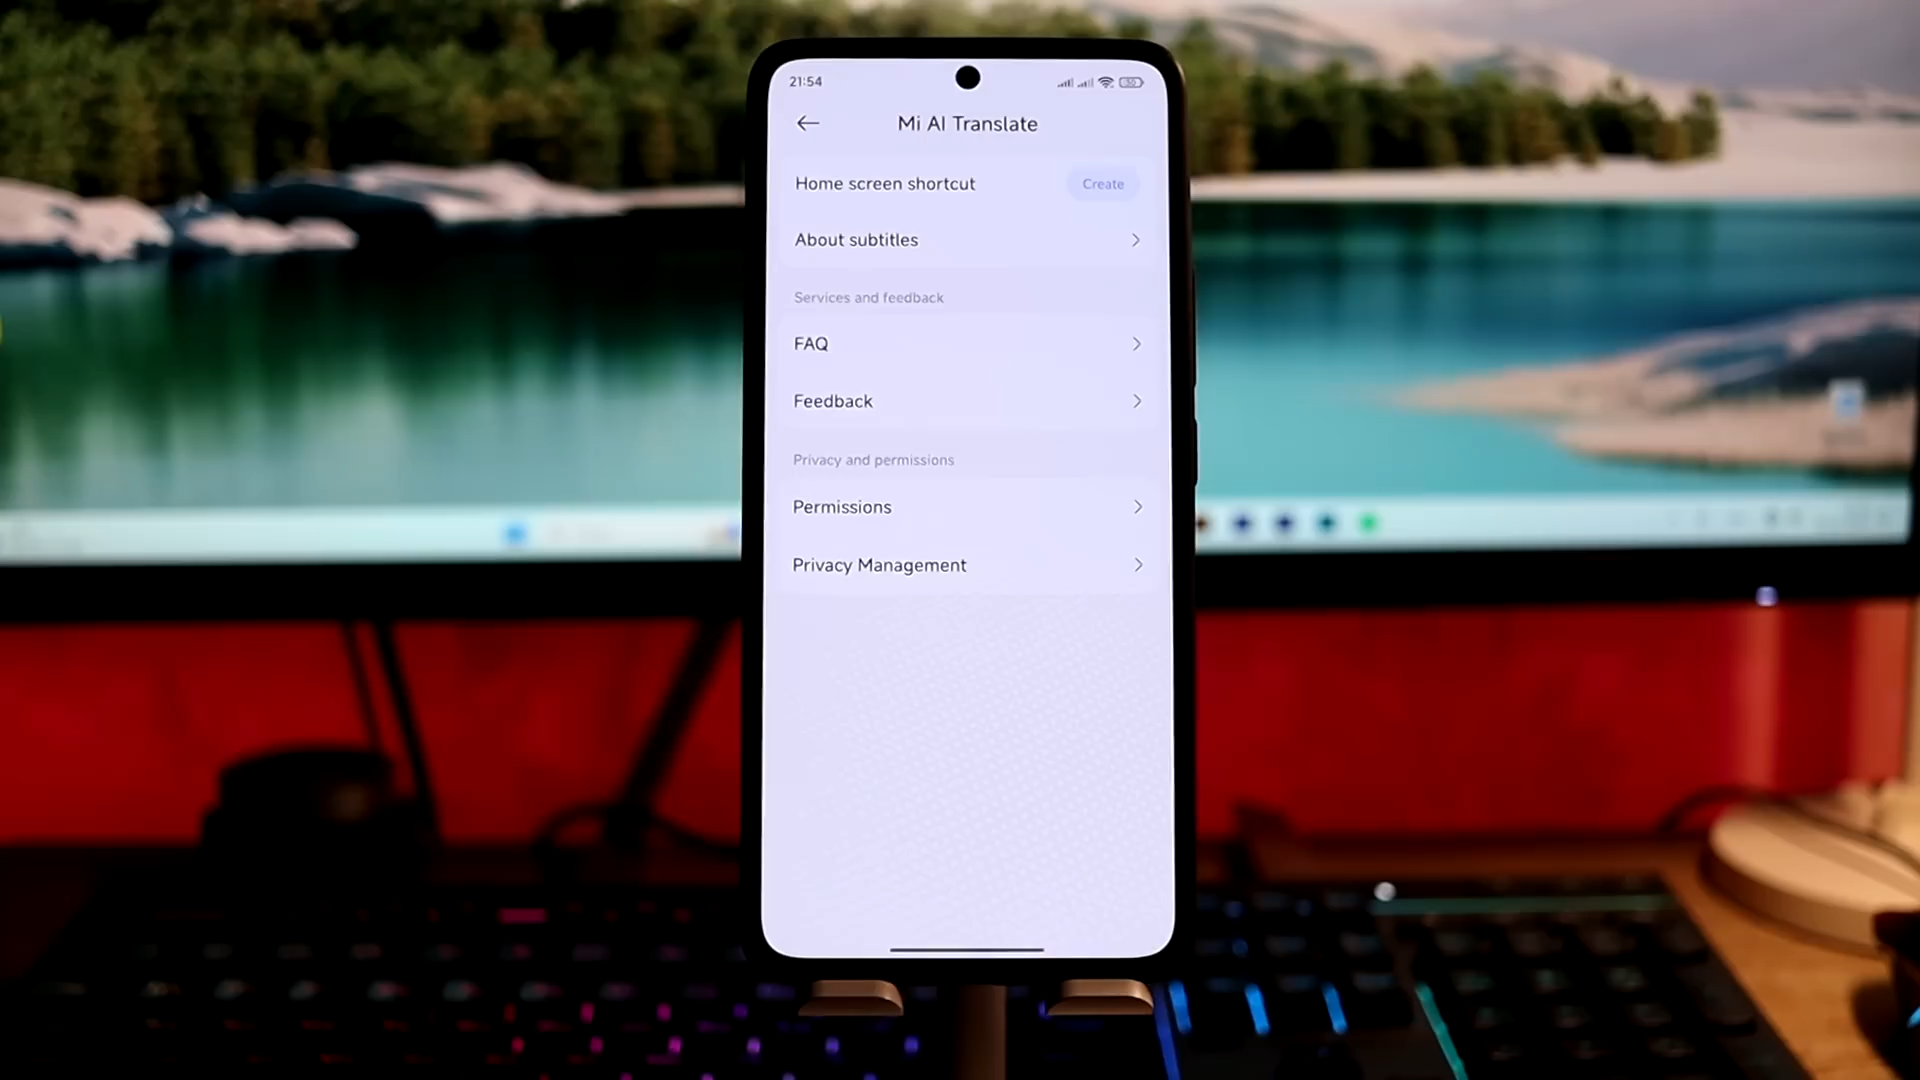 21:54
50
Mi AI Translate
Home screen shortcut
Create
About subtitles
Services and feedback
FAQ
Feedback
Privacy and permissions
Permissions
Privacy Management